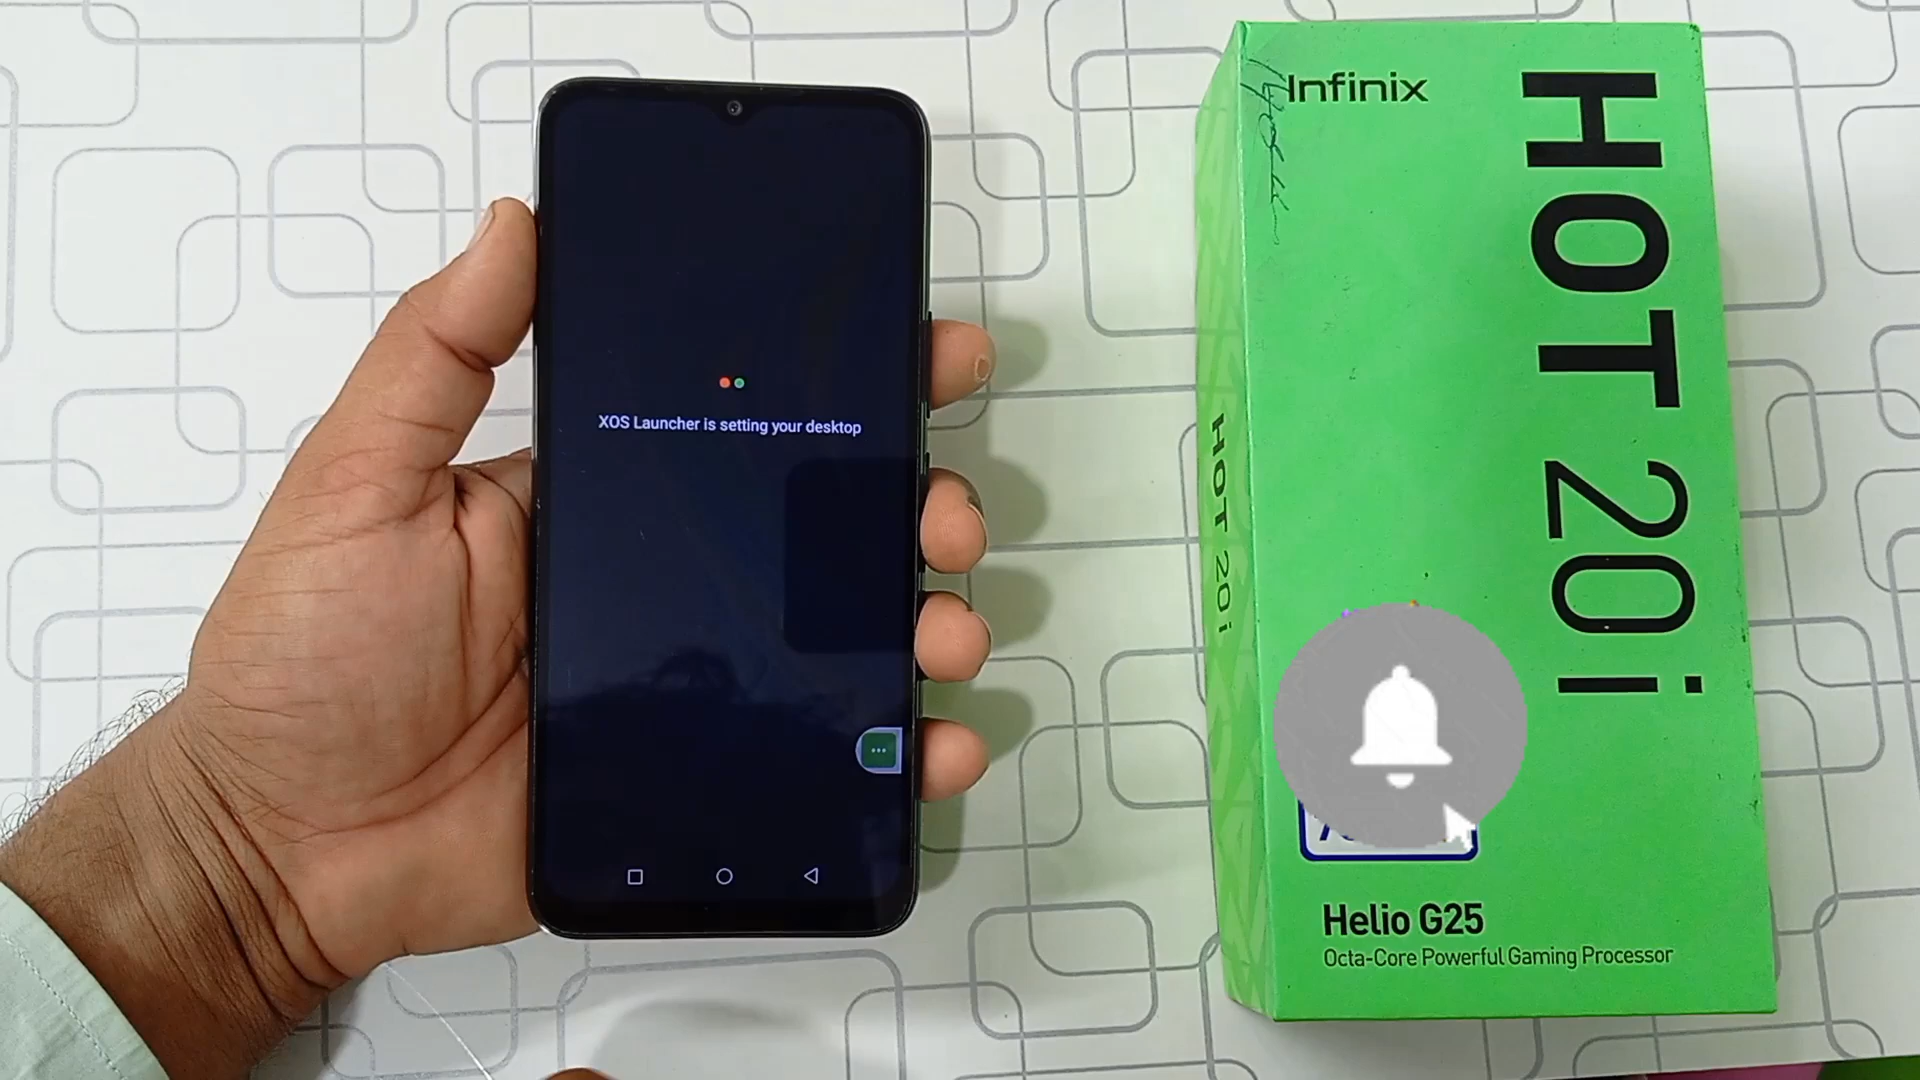 XOS Launcher is setting your desktop
Infinix
HOT 20i
HOT 20i
Helio G25
Octa-Core Powerful Gaming Processor